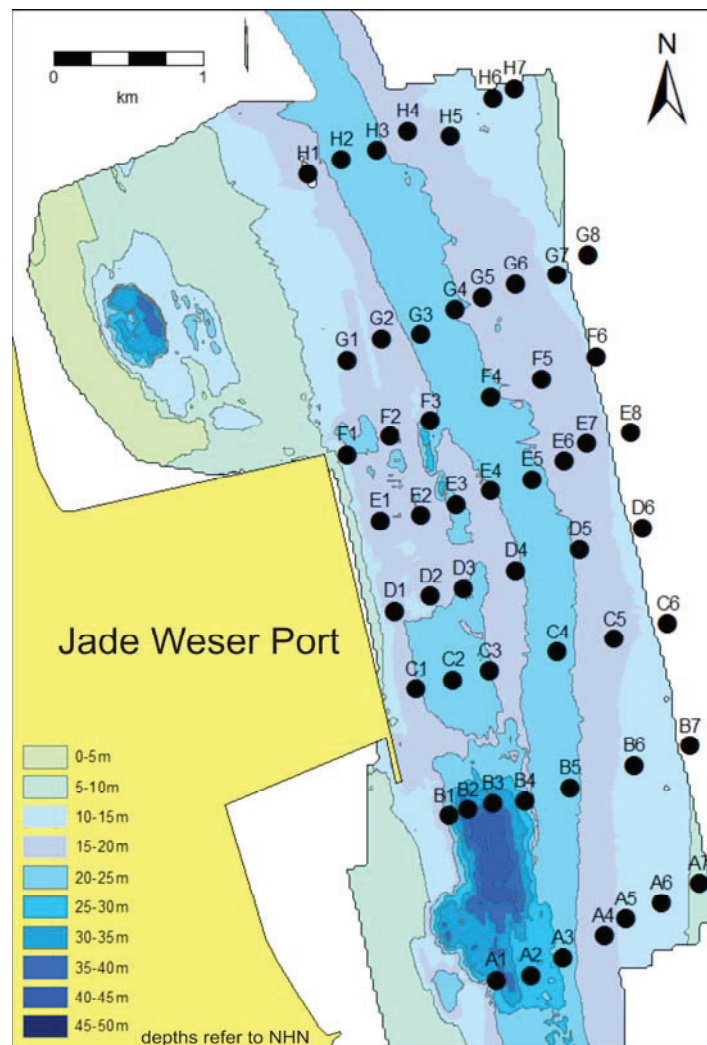 N
0 1
km
H6 H7
H4
H5
H3
H2
H1
G8
G7
G6
G5
G4
G3
G2
G1
F6
F5
F4
F3
F2
F1
E8
E7
E6
E5
E4
E3
E2
E1
D6
D5
D4
D3
D2
D1
Jade Weser Port
C6
C5
C4
C3
C2
C1
B7
B6
B5
B4
B3
B2
B1
0-5m
5-10m
10-15m
15-20m
20-25m
25-30m
30-35m
35-40m
40-45m
45-50m
A7
A6
A5
A4
A3
A2
A1
depths refer to NHN